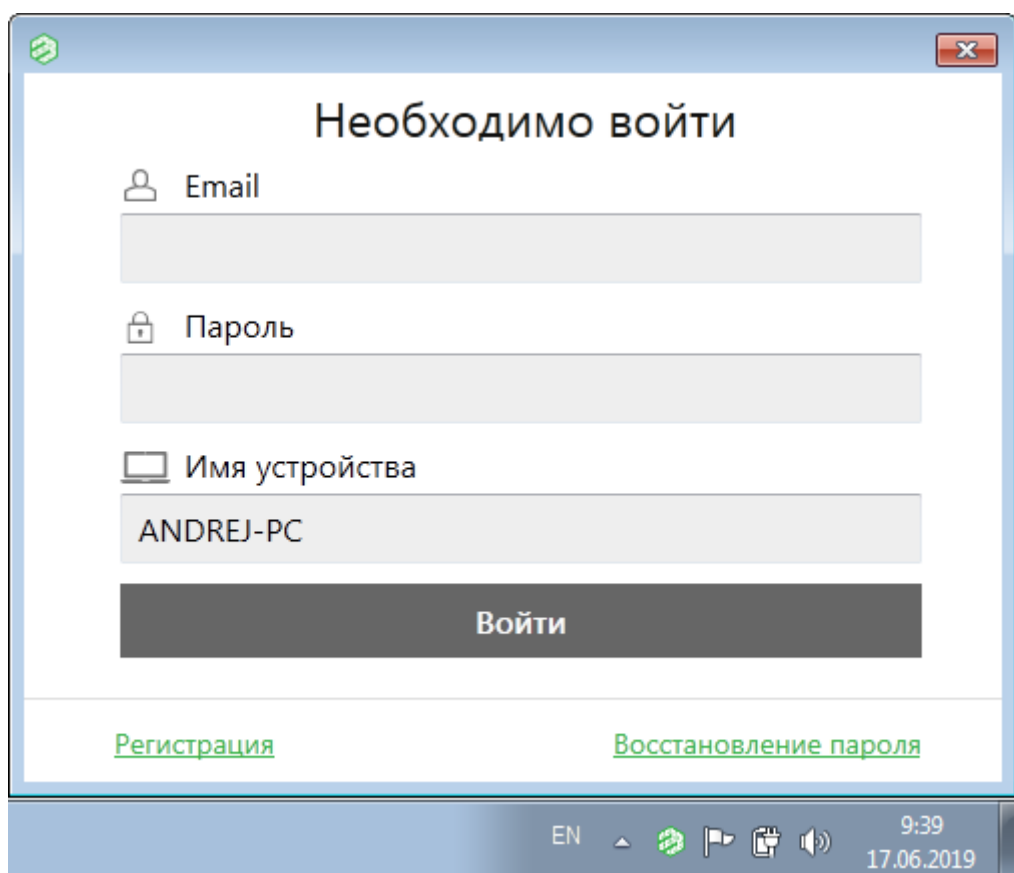 Необходимо войти
Email
Пароль
Имя устройства
ANDREJ-PC
Войти
Регистрация
Восстановление пароля
EN
9:39
17.06.2019